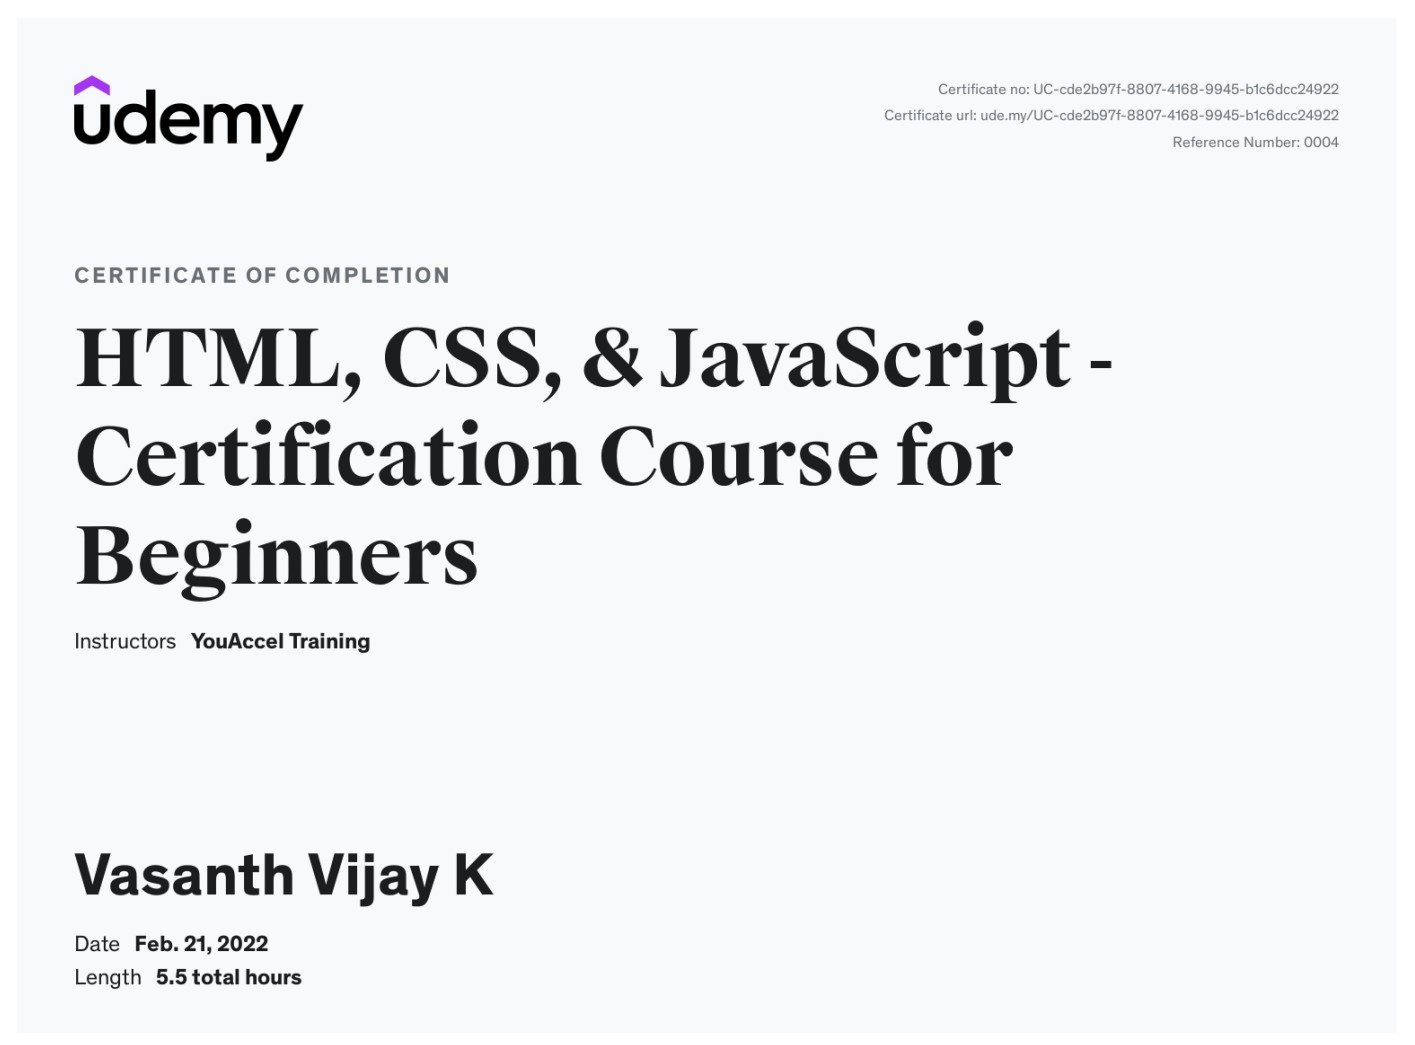 udemy
Certificate no: UC-cde2b97f-8807-4168-9945-b1c6dcc24922
Certificate url: ude.my/UC-cde2b97f-8807-4168-9945-b1c6dcc24922
Reference Number: 0004
CERTIFICATE OF COMPLETION
HTML, CSS, & JavaScript -
Certification Course for
Beginners
Instructors YouAccel Training
Vasanth Vijay K
Date Feb. 21, 2022
Length 5.5 total hours